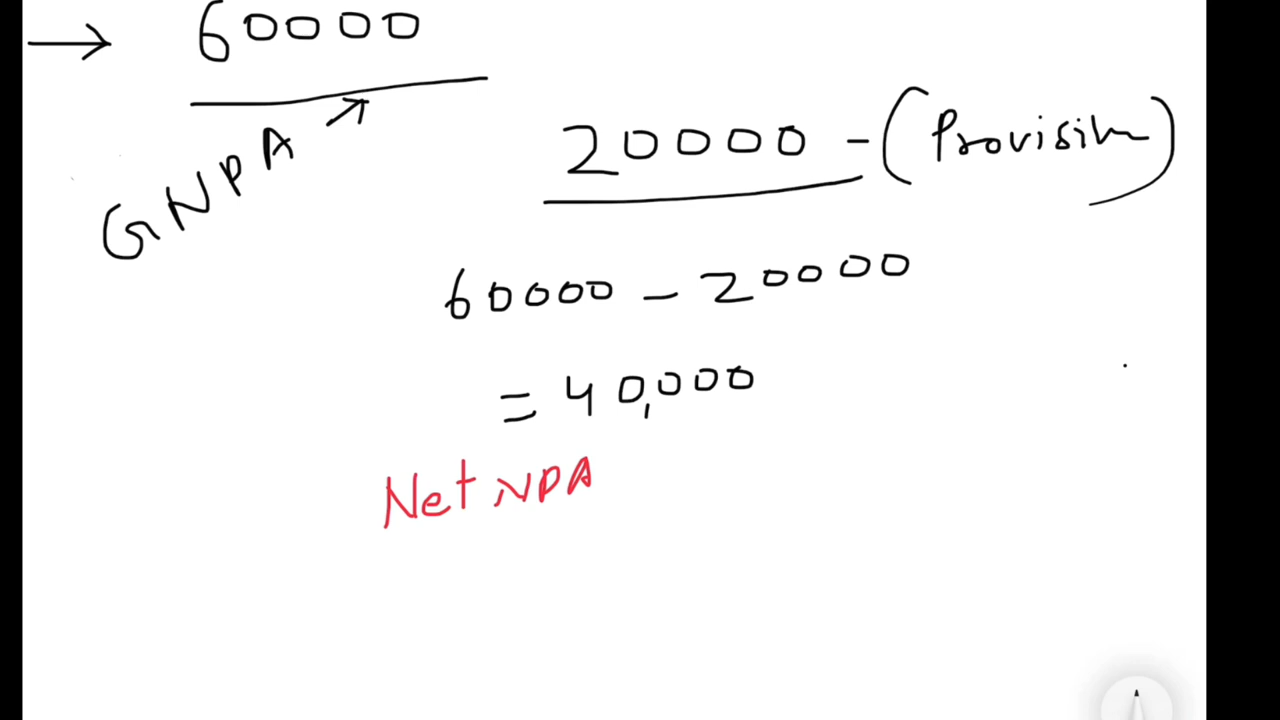 → 60000
GNPA
20000 - (Provision)
60000 - 20000
= 40,000
Net NPA